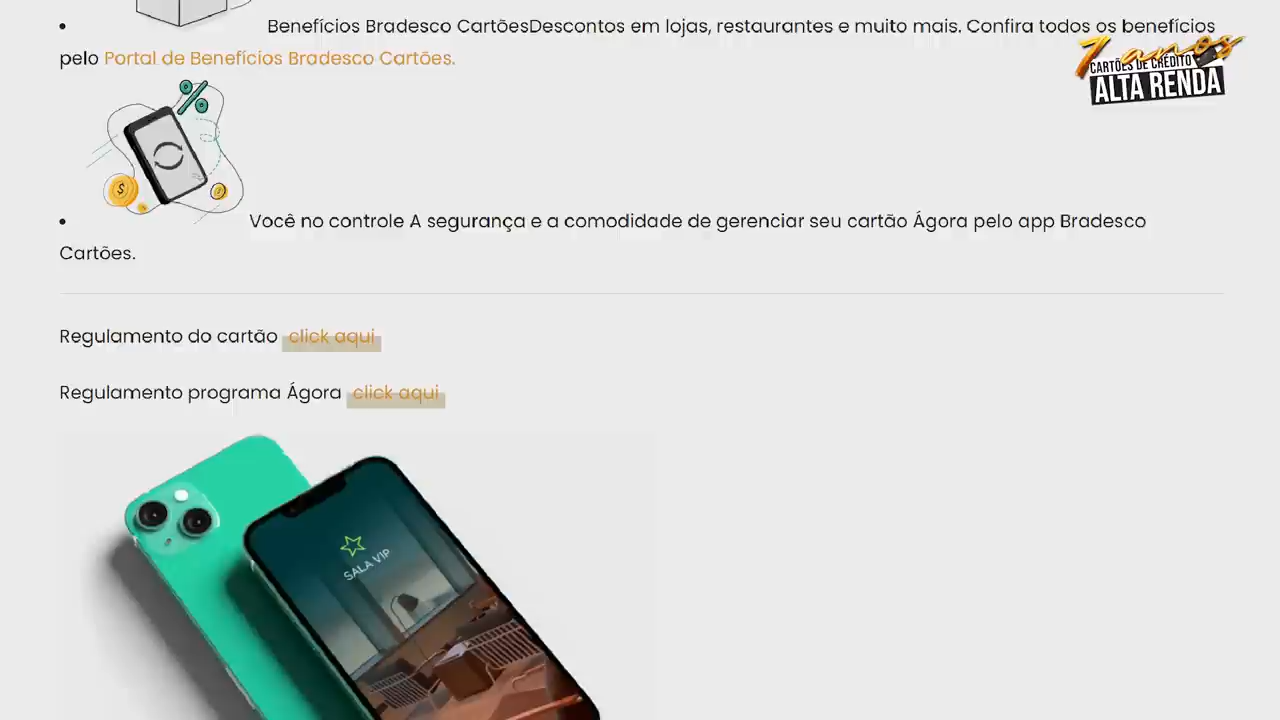 Benefícios Bradesco CartõesDescontos em lojas, restaurantes e muito mais. Confira todos os benefícios
pelo Portal de Benefícios Bradesco Cartões.
7 anos
CARTÕES DE CRÉDITO
ALTA RENDA
Você no controle A segurança e a comodidade de gerenciar seu cartão Ágora pelo app Bradesco
Cartões.
Regulamento do cartão click aqui
Regulamento programa Ágora click aqui
SALA VIP